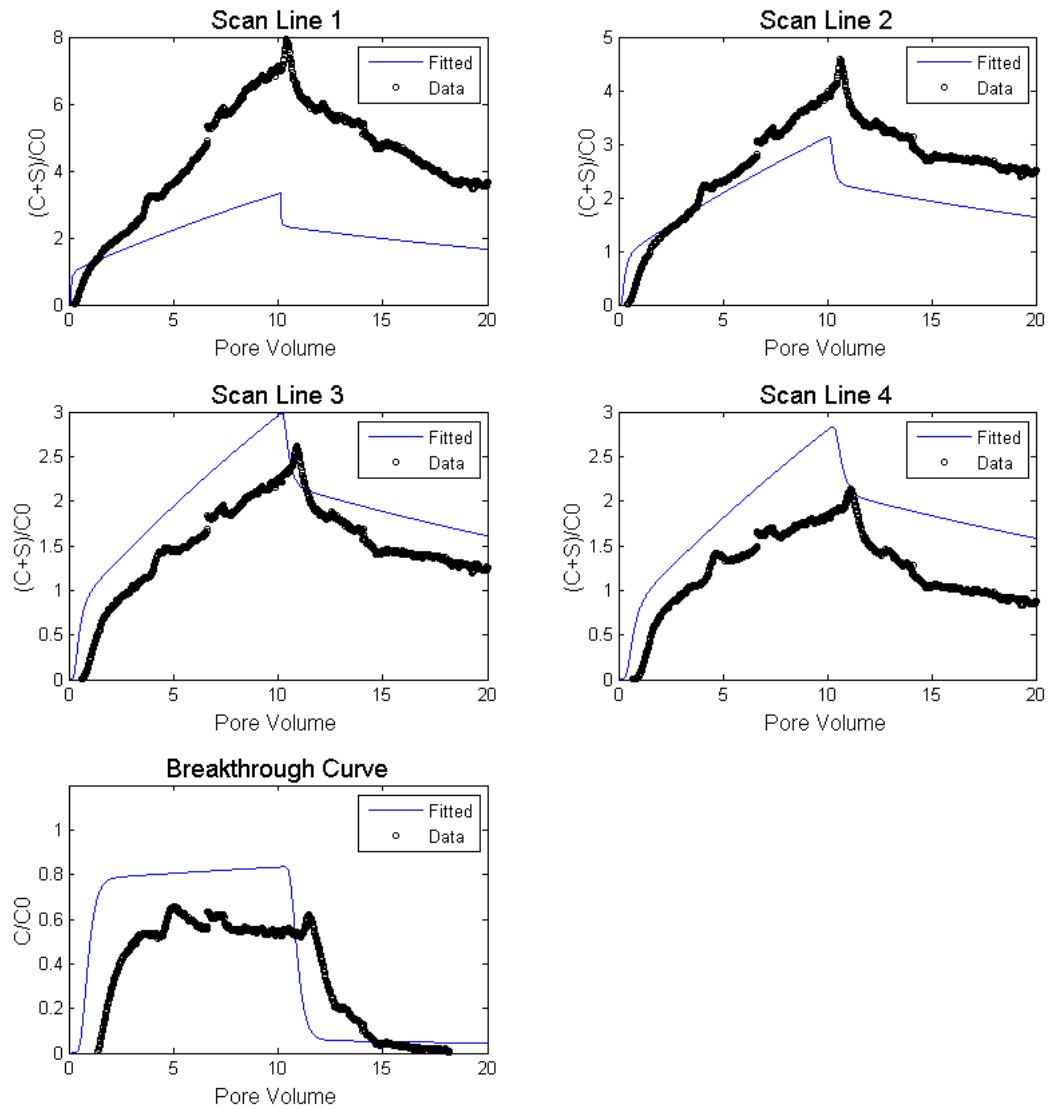 Scan Line 1
(C+S)/C0
8
6
4
2
0
0 5 10 15 20
Pore Volume
Fitted
Data
Scan Line 2
(C+S)/C0
5
4
3
2
1
0
0 5 10 15 20
Pore Volume
Fitted
Data
Scan Line 3
(C+S)/C0
3
2.5
2
1.5
1
0.5
0
0 5 10 15 20
Pore Volume
Fitted
Data
Scan Line 4
(C+S)/C0
3
2.5
2
1.5
1
0.5
0
0 5 10 15 20
Pore Volume
Fitted
Data
Breakthrough Curve
C/C0
1
0.8
0.6
0.4
0.2
0
0 5 10 15 20
Pore Volume
Fitted
Data